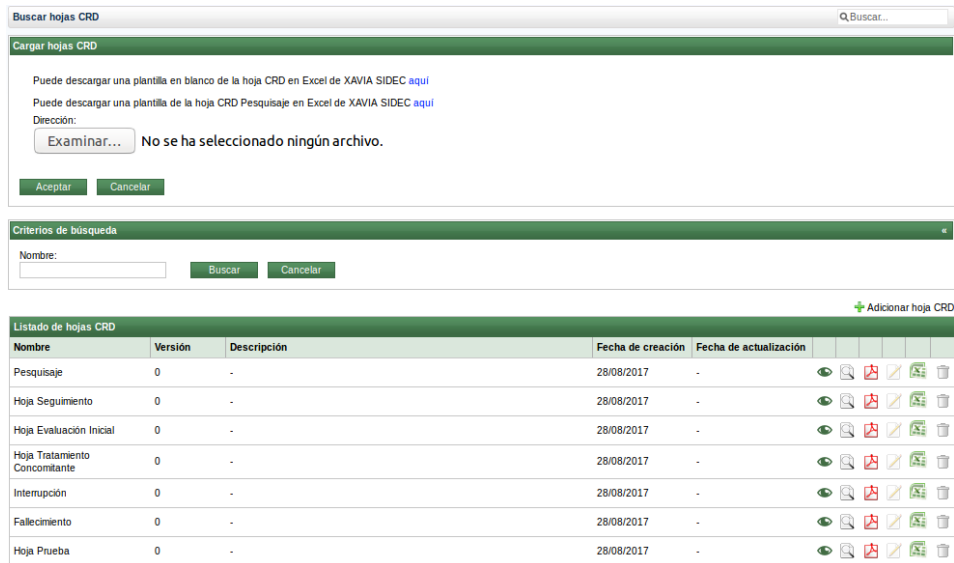 Buscar hojas CRD
Buscar...
Cargar hojas CRD
Puede descargar una plantilla en blanco de la hoja CRD en Excel de XAVIA SIDEC aquí
Puede descargar una plantilla de la hoja CRD Pesquisaje en Excel de XAVIA SIDEC aquí
Dirección:
Examinar... No se ha seleccionado ningún archivo.
Aceptar Cancelar
Criterios de búsqueda «
Nombre:
Buscar Cancelar
Adicionar hoja CRD
Listado de hojas CRD
Nombre Versión Descripción Fecha de creación Fecha de actualización
Pesquisaje 0 - 28/08/2017 -
Hoja Seguimiento 0 - 28/08/2017 -
Hoja Evaluación Inicial 0 - 28/08/2017 -
Hoja Tratamiento
Concomitante 0 - 28/08/2017 -
Interrupción 0 - 28/08/2017 -
Fallecimiento 0 - 28/08/2017 -
Hoja Prueba 0 - 28/08/2017 -